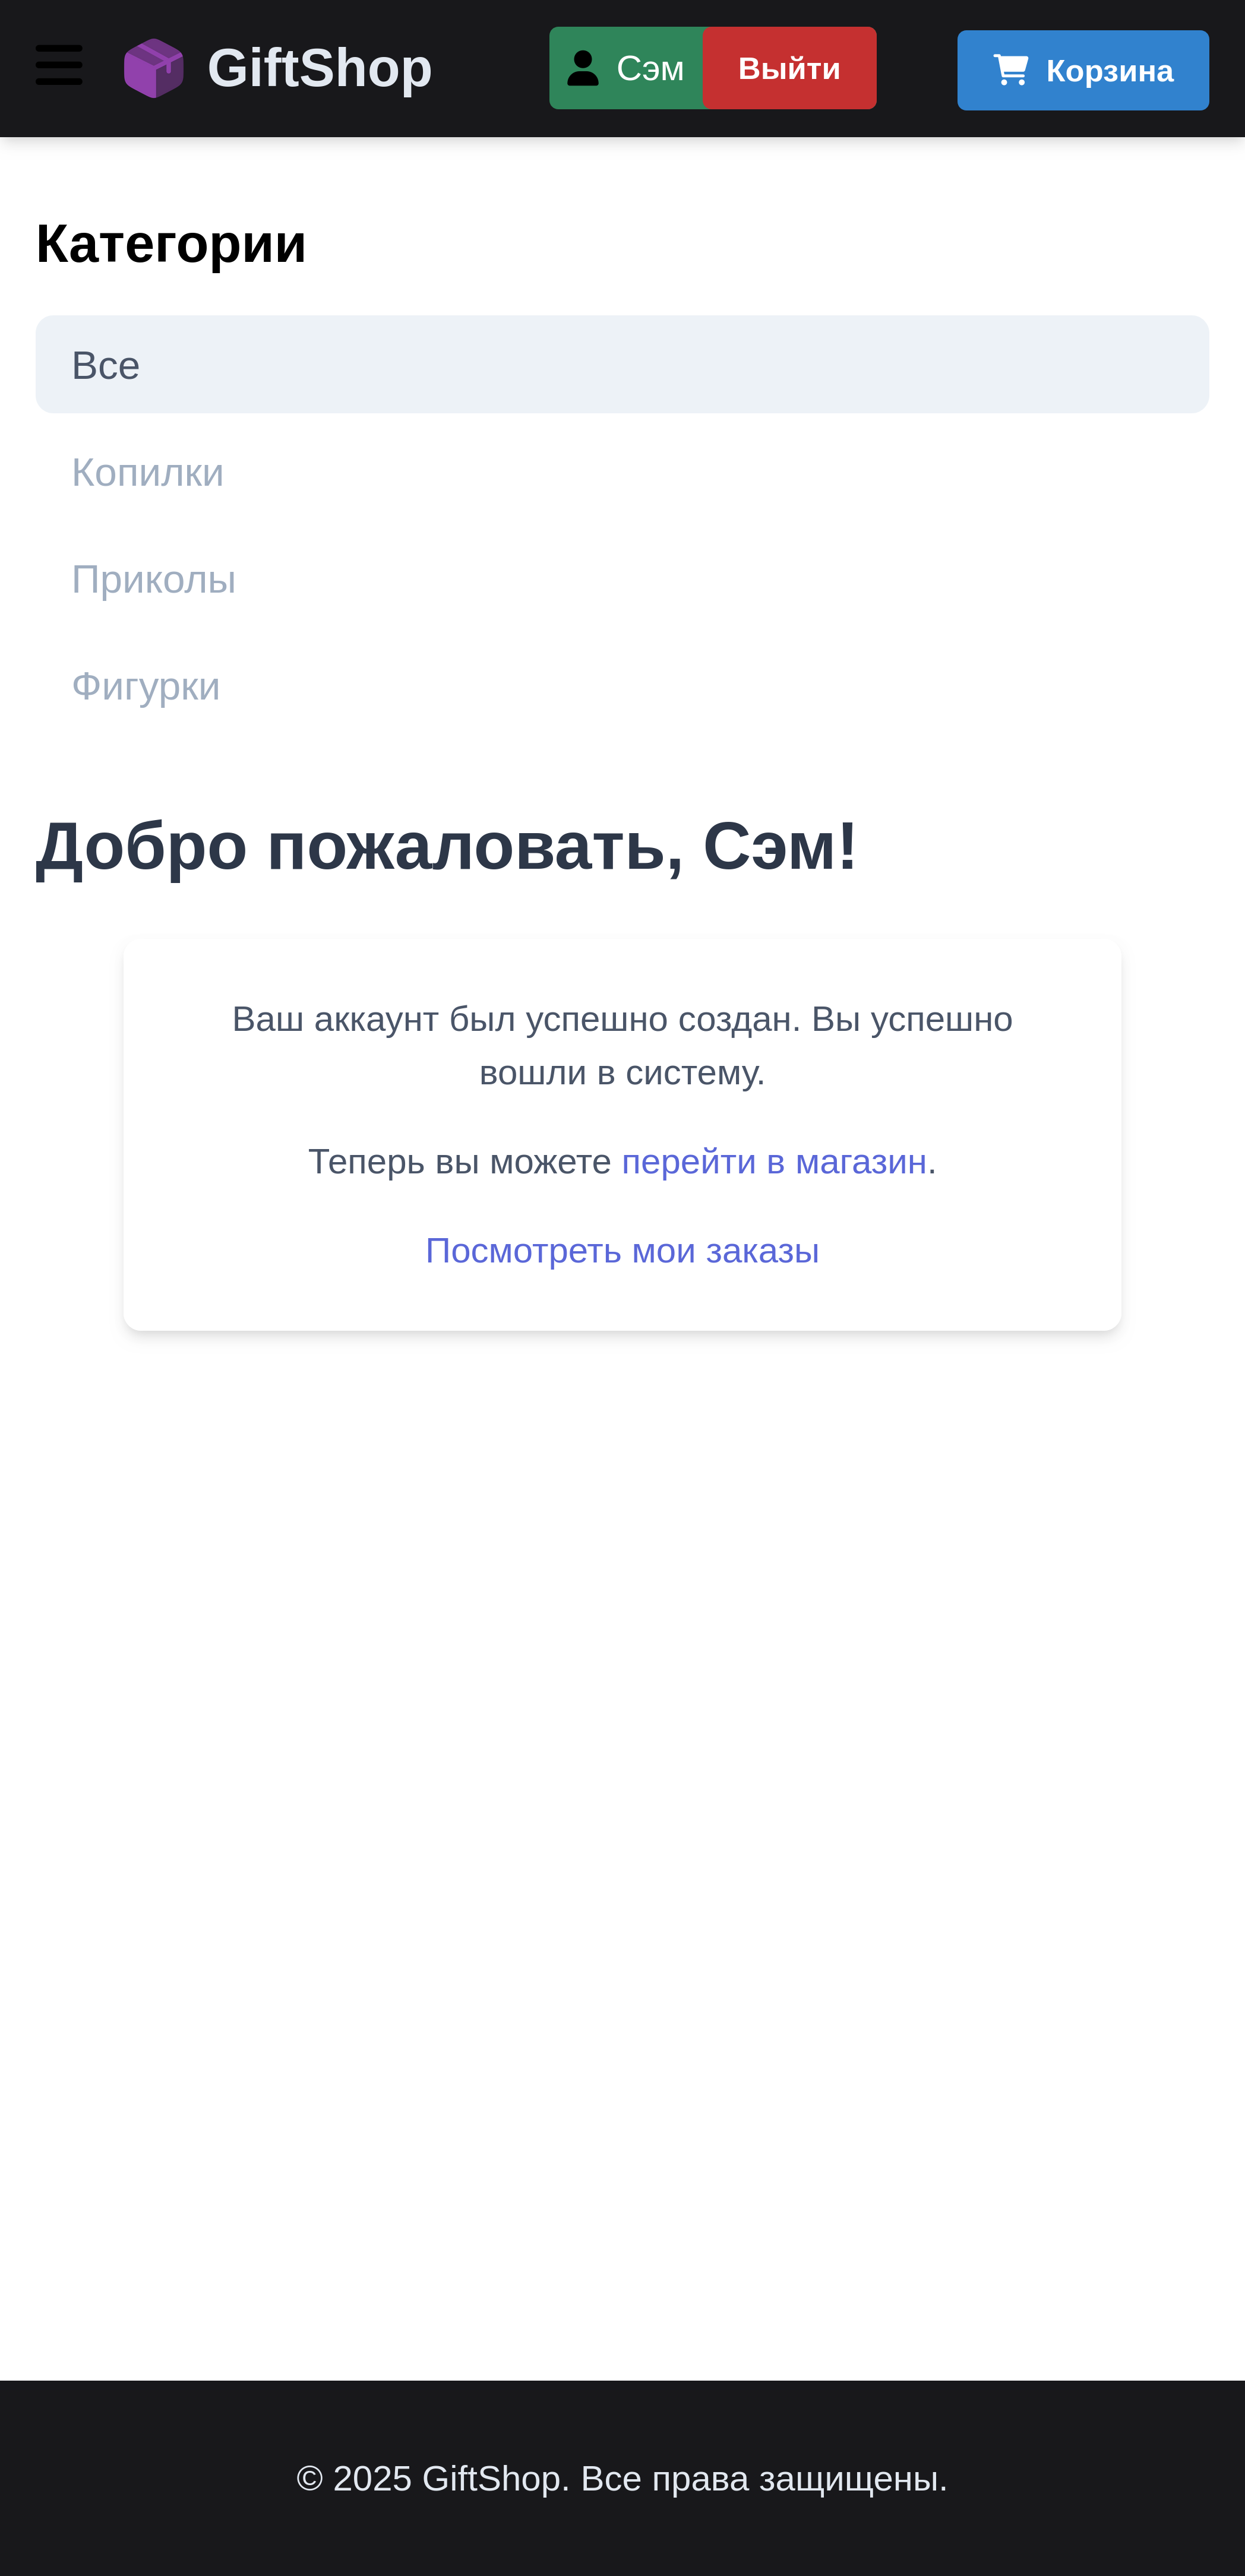 GiftShop
Сэм
Выйти
Корзина
Категории
Все
Копилки
Приколы
Фигурки
Добро пожаловать, Сэм!
Ваш аккаунт был успешно создан. Вы успешно
вошли в систему.
Теперь вы можете перейти в магазин.
Посмотреть мои заказы
© 2025 GiftShop. Все права защищены.